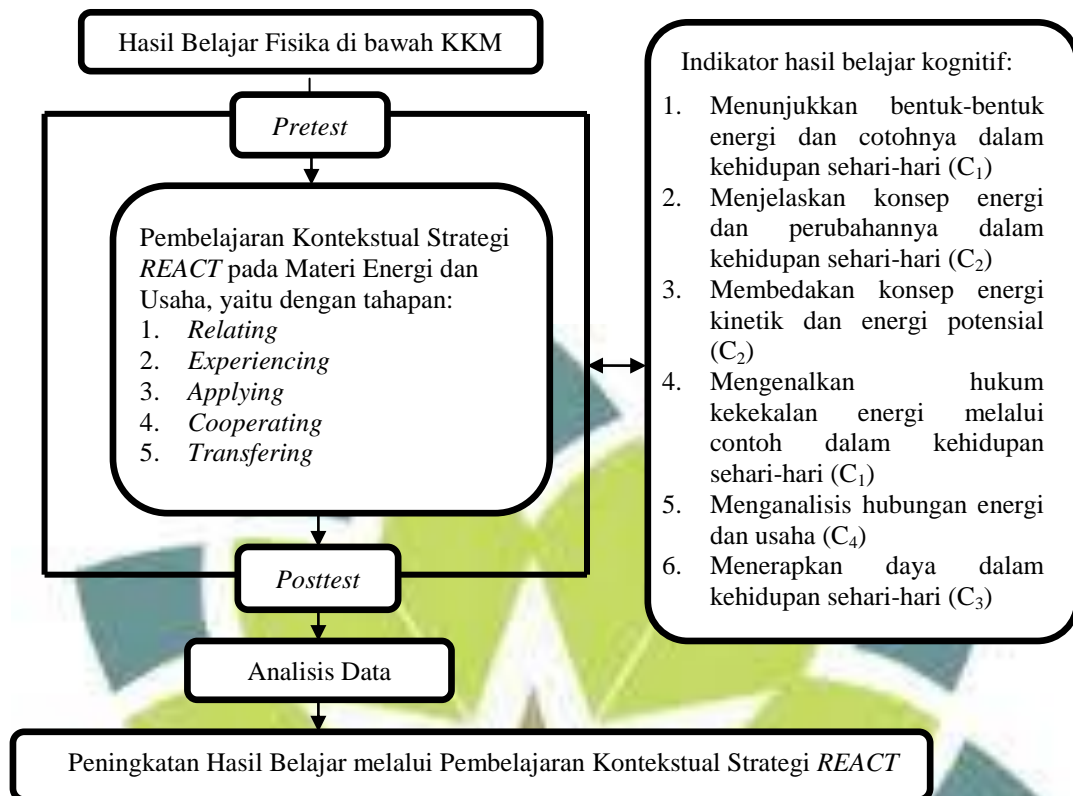 Hasil Belajar Fisika di bawah KKM
Pretest
Pembelajaran Kontekstual Strategi
REACT pada Materi Energi dan
Usaha, yaitu dengan tahapan:
1. Relating
2. Experiencing
3. Applying
4. Cooperating
5. Transfering
Posttest
Analisis Data
Peningkatan Hasil Belajar melalui Pembelajaran Kontekstual Strategi REACT
Indikator hasil belajar kognitif:
1. Menunjukkan bentuk-bentuk
energi dan cotohnya dalam
kehidupan sehari-hari (C₁)
2. Menjelaskan konsep energi
dan perubahannya dalam
kehidupan sehari-hari (C₂)
3. Membedakan konsep energi
kinetik dan energi potensial
(C₂)
4. Mengenalkan hukum
kekekalan energi melalui
contoh dalam kehidupan
sehari-hari (C₁)
5. Menganalisis hubungan energi
dan usaha (C₄)
6. Menerapkan daya dalam
kehidupan sehari-hari (C₃)